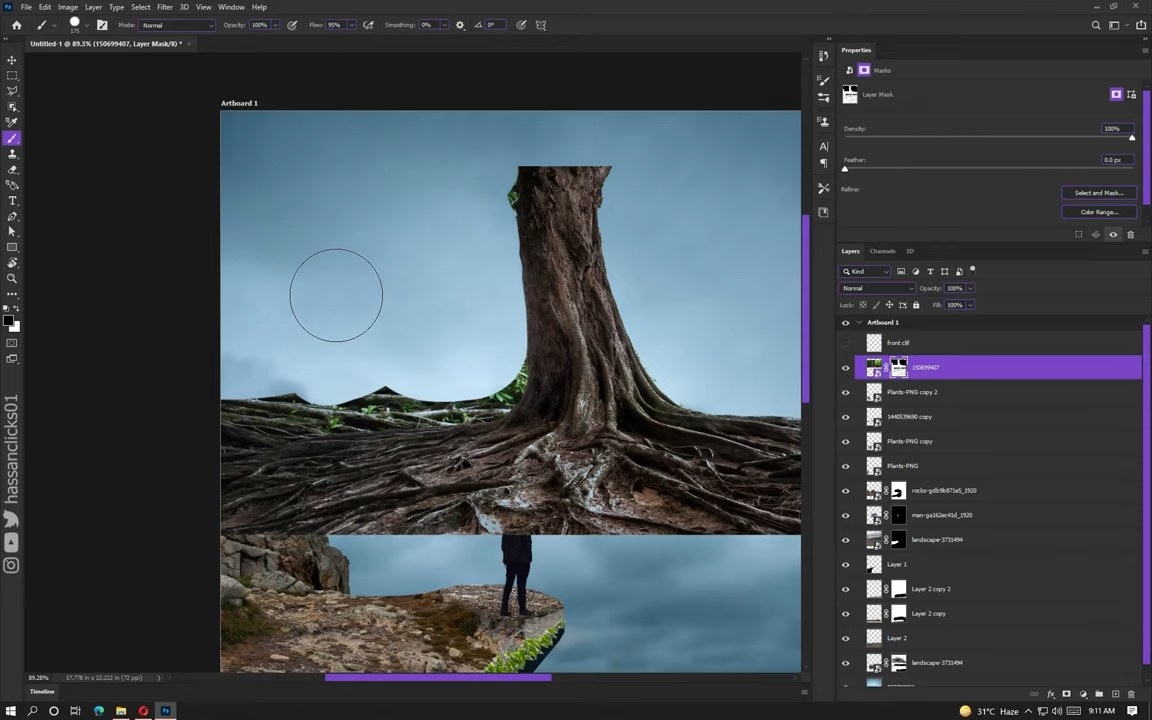 Ps File Edit Image Layer Type Select Filter 3D View Window Help
175 Mode: Normal Opacity: 100% Flow: 95% Smoothing: 0% 0°
Untitled-1 @ 89.3% (150699407, Layer Mask/8) *
Artboard 1
hassanclicks01
89.28% 17.778 in x 22.222 in (72 ppi)
Timeline
Properties
Masks
Layer Mask
Density: 100%
Feather: 0.0 px
Refine:
Select and Mask...
Color Range...
Layers Channels 3D
Kind
Normal Opacity: 100%
Lock: Fill: 100%
Artboard 1
front clif
150699407
Plants-PNG copy 2
1440539690 copy
Plants-PNG copy
Plants-PNG
rocks-gdb9b871e5_1920
man-ga162ec41d_1920
landscape-3731494
Layer 1
Layer 2 copy 2
Layer 2 copy
Layer 2
landscape-3731494
fx
31°C Haze 9:11 AM